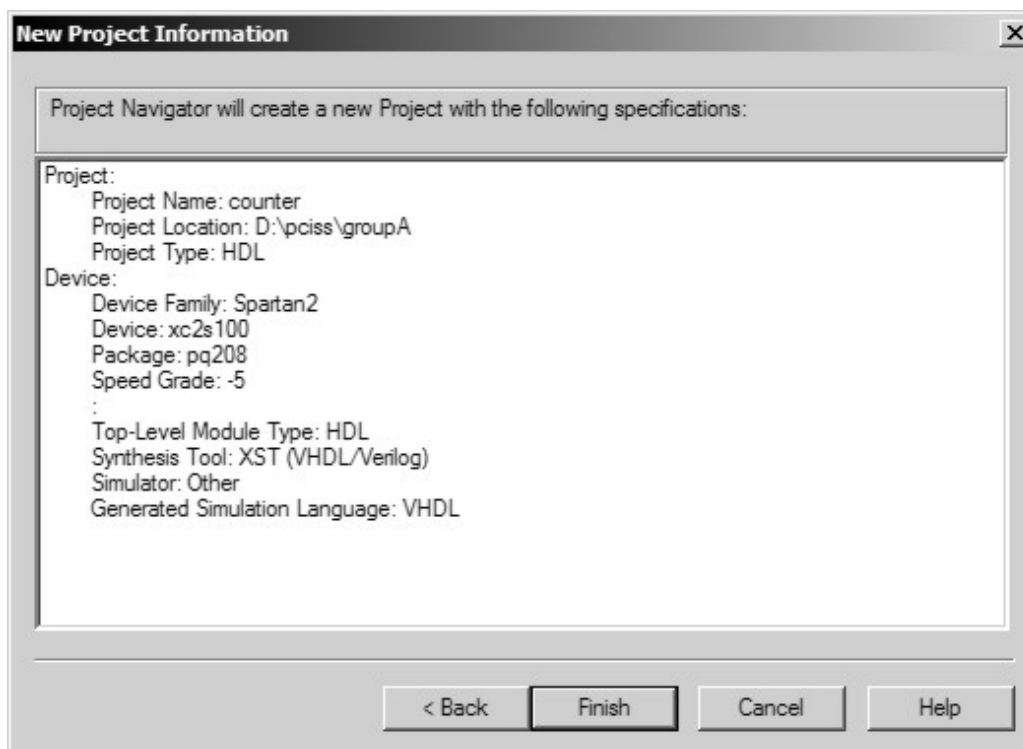 New Project Information
Project Navigator will create a new Project with the following specifications:
Project:
Project Name: counter
Project Location: D:\pciss\groupA
Project Type: HDL
Device:
Device Family: Spartan2
Device: xc2s100
Package: pq208
Speed Grade: -5
:
Top-Level Module Type: HDL
Synthesis Tool: XST (VHDL/Verilog)
Simulator: Other
Generated Simulation Language: VHDL
< Back
Finish
Cancel
Help